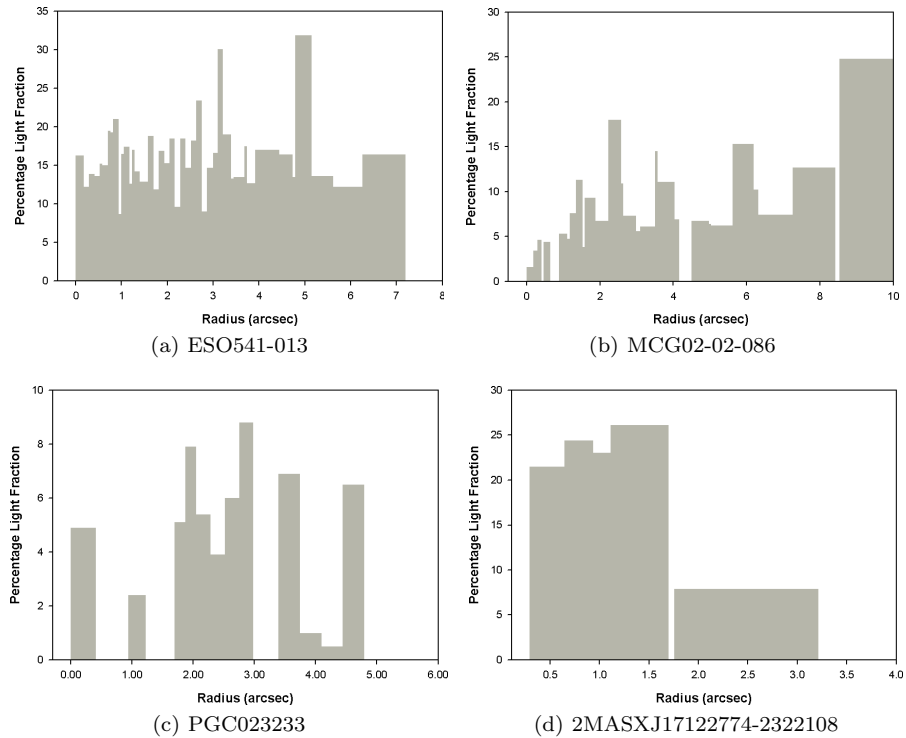 35
30
25
20
15
10
5
0
Percentage Light Fraction
0 1 2 3 4 5 6 7 8
Radius (arcsec)
(a) ESO541-013
30
25
20
15
10
5
0
Percentage Light Fraction
0 2 4 6 8 10
Radius (arcsec)
(b) MCG02-02-086
10
8
6
4
2
0
Percentage Light Fraction
0.00 1.00 2.00 3.00 4.00 5.00 6.00
Radius (arcsec)
(c) PGC023233
30
25
20
15
10
5
0
Percentage Light Fraction
0.5 1.0 1.5 2.0 2.5 3.0 3.5 4.0
Radius (arcsec)
(d) 2MASXJ17122774-2322108